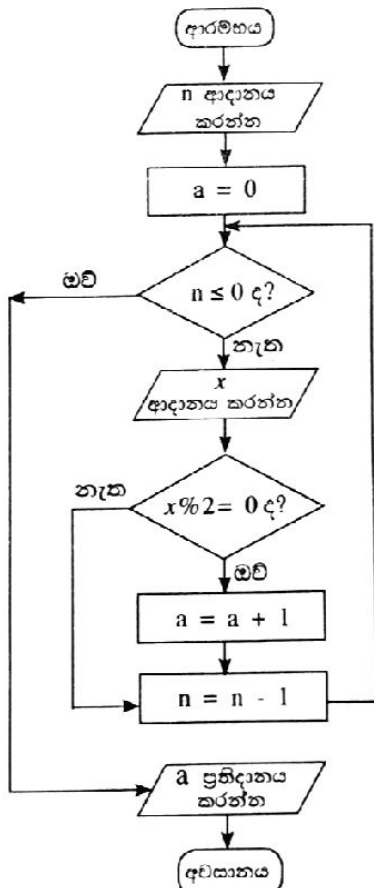 ආරම්භය
n ආදානය
කරන්න
a = 0
ඔව්
n ≤ 0 ද?
නැත
x
ආදානය කරන්න
නැත
x%2= 0 ද?
ඔව්
a = a + 1
n = n - 1
a ප්‍රතිදානය
කරන්න
අවසානය